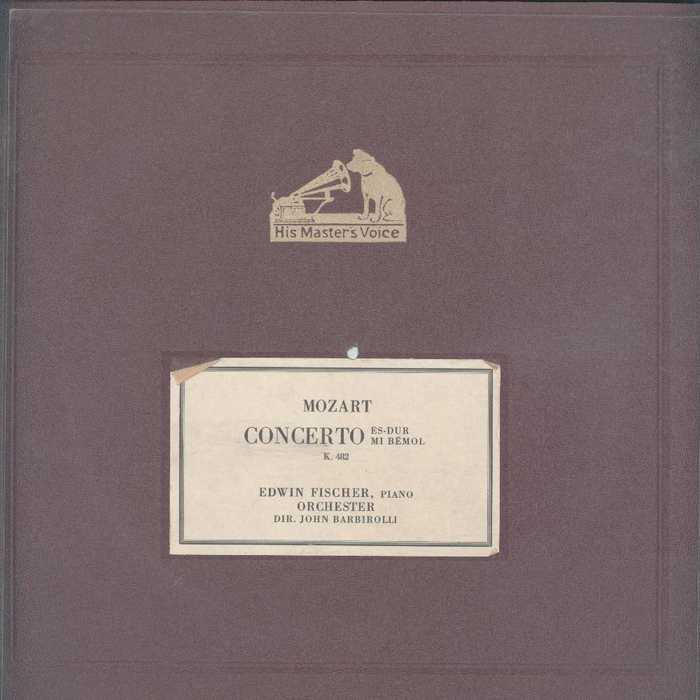 His Master's Voice
MOZART
CONCERTO ES-DUR
MI BÉMOL
K. 482
EDWIN FISCHER, PIANO
ORCHESTER
DIR. JOHN BARBIROLLI